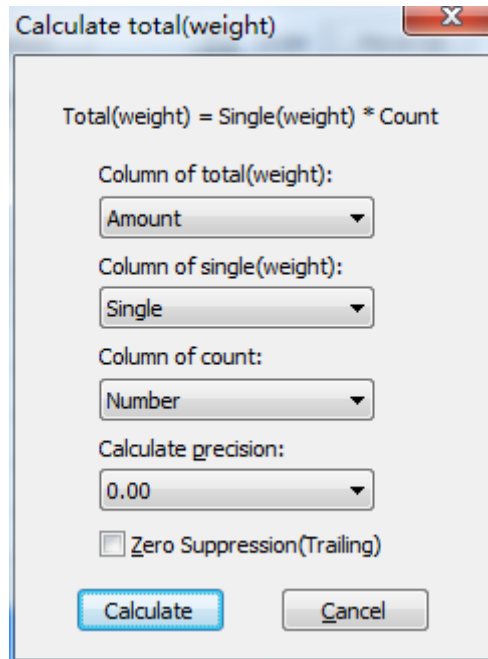 Calculate total(weight)
Total(weight) = Single(weight) * Count
Column of total(weight):
Amount
Column of single(weight):
Single
Column of count:
Number
Calculate precision:
0.00
Zero Suppression(Trailing)
Calculate Cancel